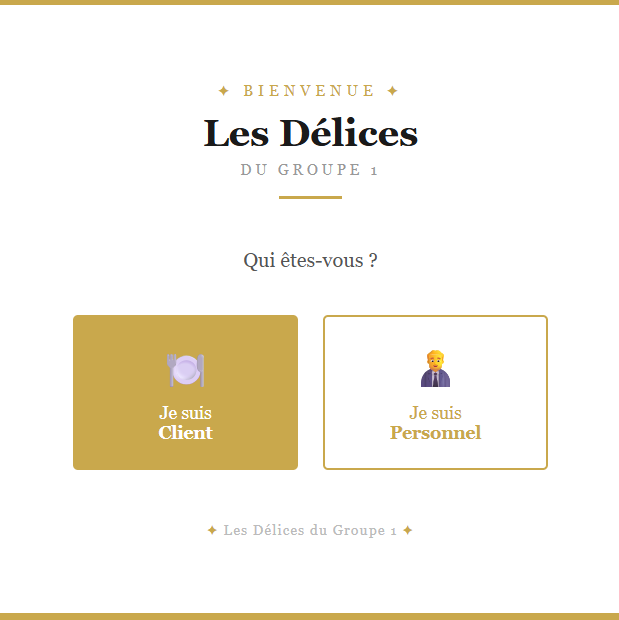 ✦ BIENVENUE ✦
Les Délices
DU GROUPE 1
Qui êtes-vous ?
Je suis
Client
Je suis
Personnel
✦ Les Délices du Groupe 1 ✦